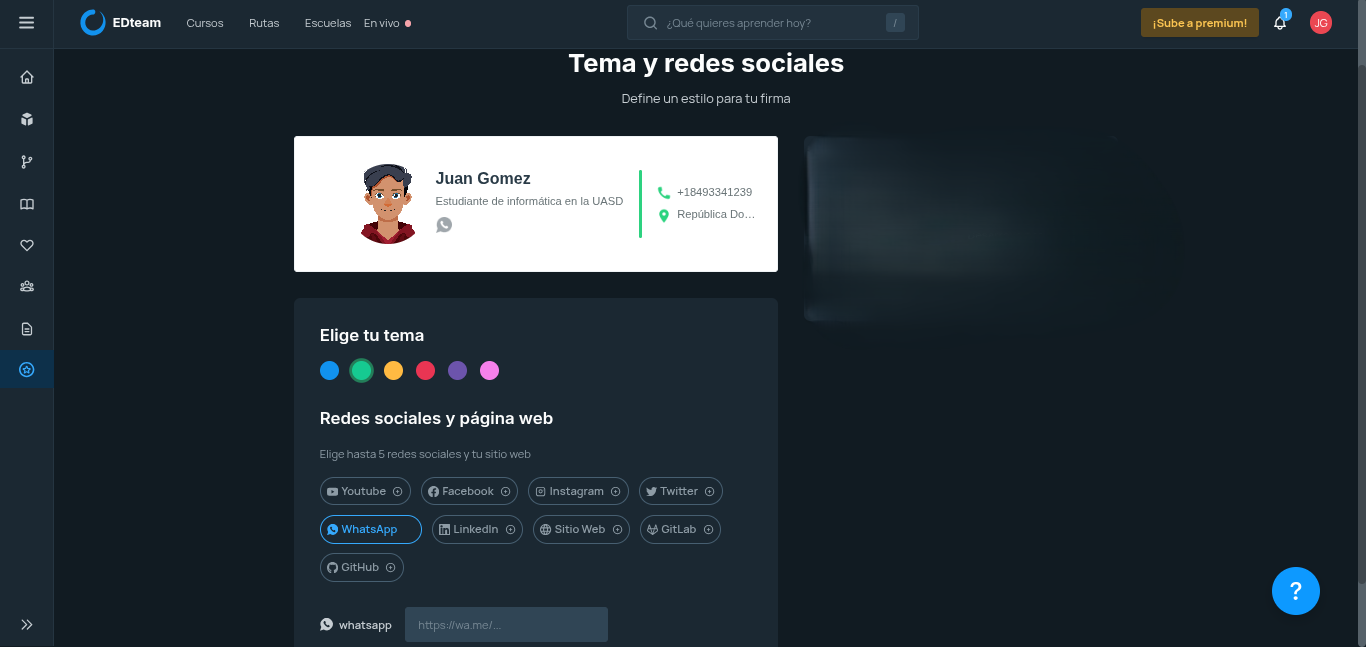 EDteam
Cursos
Rutas
Escuelas
En vivo
¿Qué quieres aprender hoy?
/
¡Sube a premium!
1
JG
Tema y redes sociales
Define un estilo para tu firma
Juan Gomez
Estudiante de informática en la UASD
+18493341239
República Do...
Elige tu tema
Redes sociales y página web
Elige hasta 5 redes sociales y tu sitio web
Youtube
Facebook
Instagram
Twitter
WhatsApp
LinkedIn
Sitio Web
GitLab
GitHub
whatsapp
https://wa.me/...
?